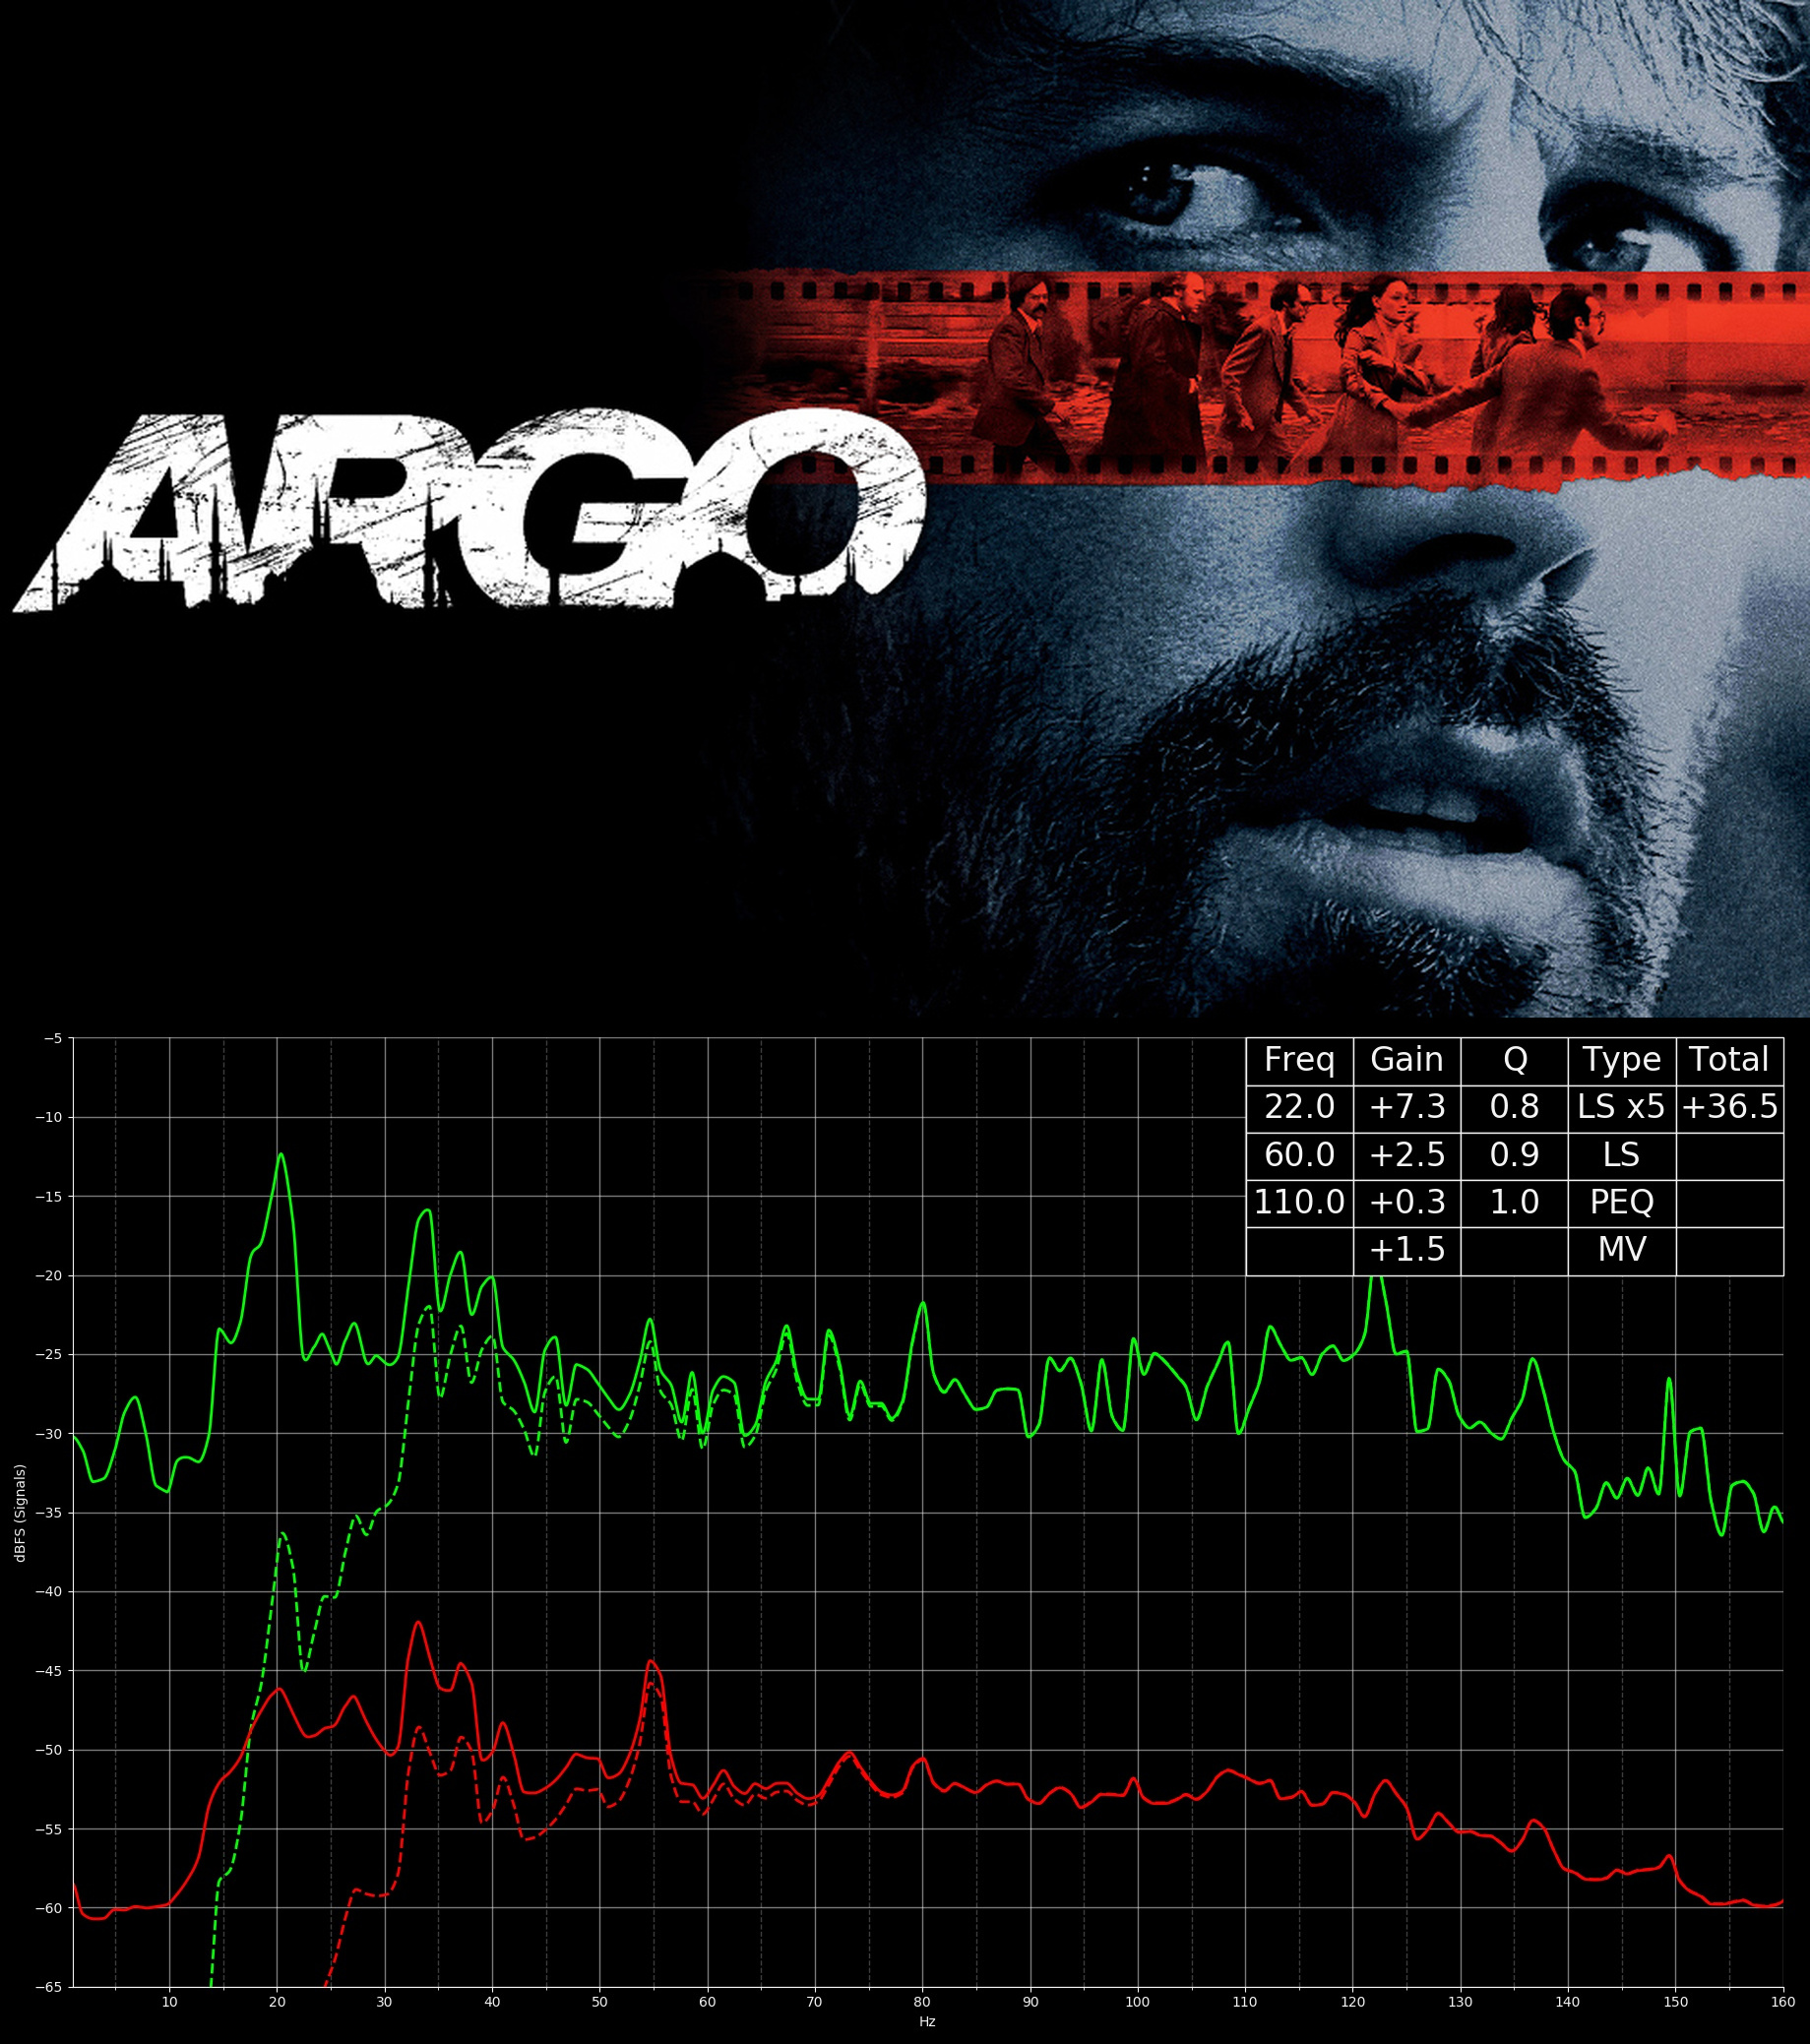 ARGO
Freq Gain Q Type Total
22.0 +7.3 0.8 LS x5 +36.5
60.0 +2.5 0.9 LS
110.0 +0.3 1.0 PEQ
+1.5 MV
−5
−10
−15
−20
−25
−30
−35
−40
−45
−50
−55
−60
−65
dBFS (Signals)
10 20 30 40 50 60 70 80 90 100 110 120 130 140 150 160
Hz